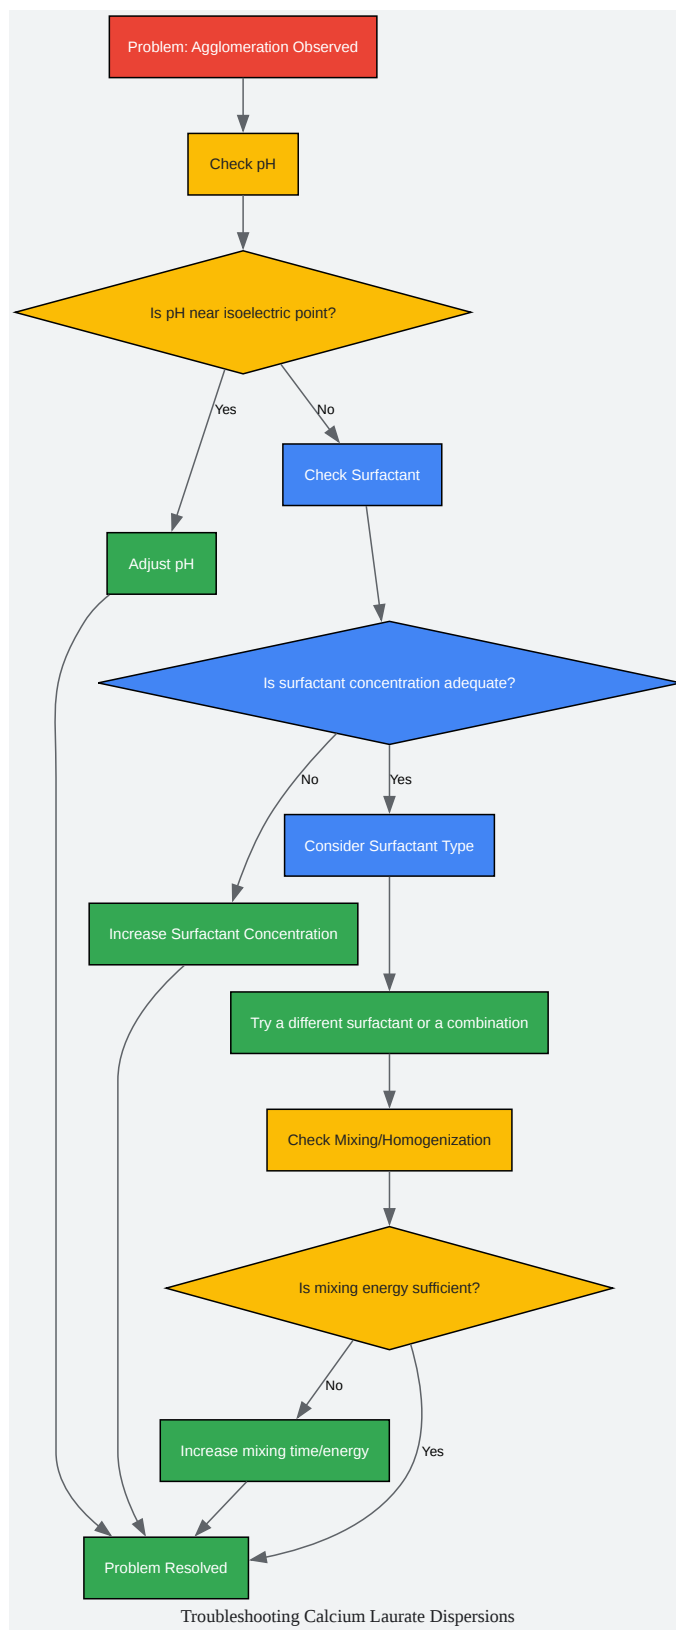 Problem: Agglomeration Observed
Check pH
Is pH near isoelectric point?
Yes
No
Check Surfactant
Adjust pH
Is surfactant concentration adequate?
No
Yes
Consider Surfactant Type
Increase Surfactant Concentration
Try a different surfactant or a combination
Check Mixing/Homogenization
Is mixing energy sufficient?
No
Yes
Increase mixing time/energy
Problem Resolved
Troubleshooting Calcium Laurate Dispersions